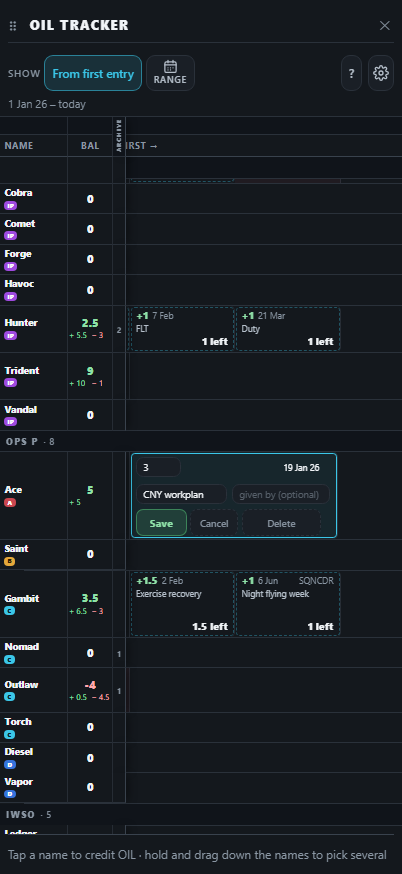 OIL TRACKER
SHOW From first entry RANGE ?
1 Jan 26 – today
NAME BAL ARCHIVE IRST →
Cobra IP 0
Comet IP 0
Forge IP 0
Havoc IP 0
Hunter IP 2.5 + 5.5 − 3 2 +1 7 Feb FLT 1 left +1 21 Mar Duty 1 left
Trident IP 9 + 10 − 1
Vandal IP 0
OPS P · 8
Ace A 5 + 5 3 19 Jan 26
CNY workplan given by (optional)
Save Cancel Delete
Saint B 0
Gambit C 3.5 + 6.5 − 3 +1.5 2 Feb Exercise recovery 1.5 left +1 6 Jun SQNCDR Night flying week 1 left
Nomad C 0 1
Outlaw C -4 + 0.5 − 4.5 1
Torch C 0
Diesel D 0
Vapor D 0
IWSO · 5
Tap a name to credit OIL · hold and drag down the names to pick several